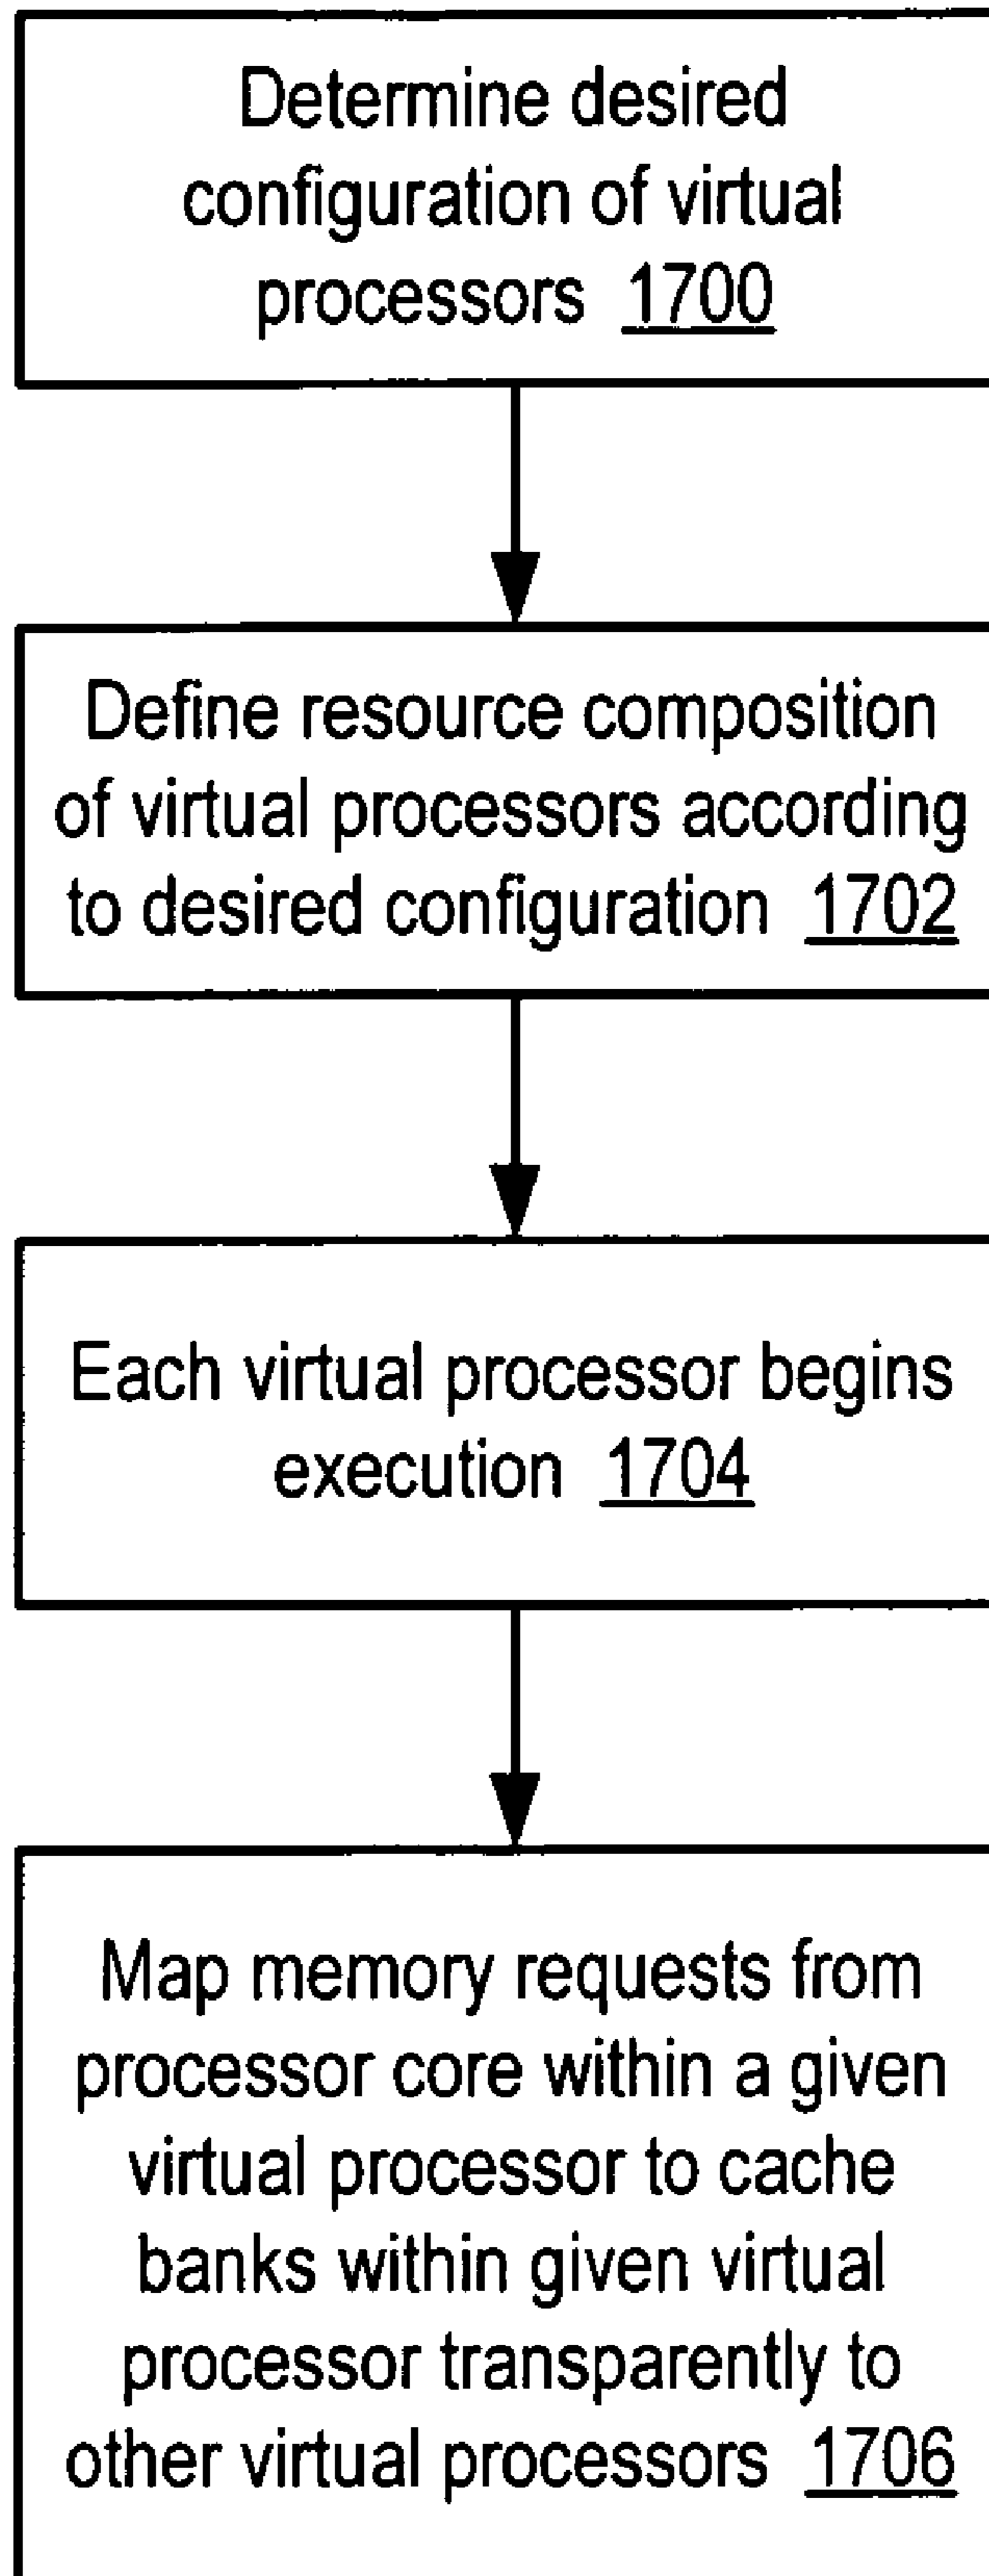 Determine desired
configuration of virtual
processors 1700
Define resource composition
of virtual processors according
to desired configuration 1702
Each virtual processor begins
execution 1704
Map memory requests from
processor core within a given
virtual processor to cache
banks within given virtual
processor transparently to
other virtual processors 1706